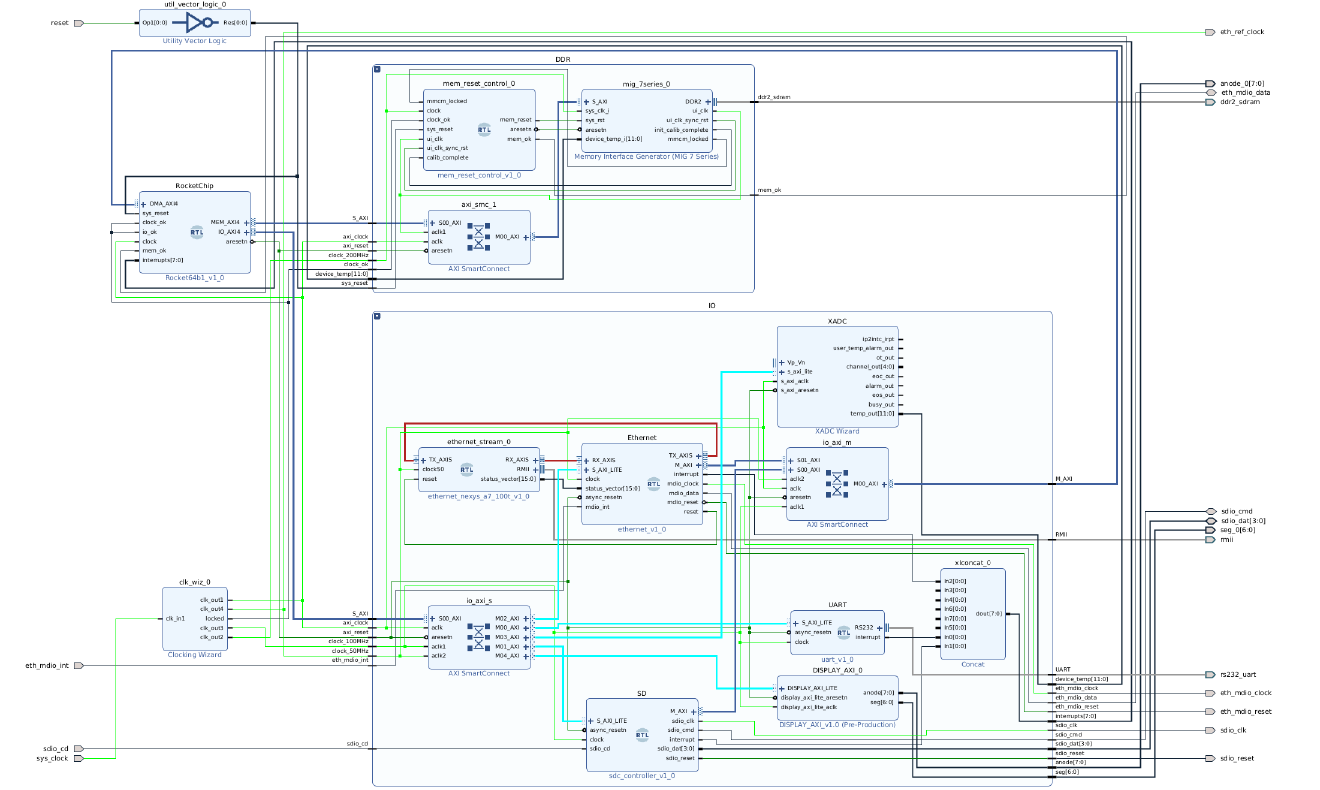 util_vector_logic_0
reset
Op1[0:0]
Res[0:0]
Utility Vector Logic
eth_ref_clock
DDR
anode_0[7:0]
eth_mdio_data
ddr2_sdram
mem_reset_control_0
mmcm_locked
clock
clock_ok
sys_reset
ui_clk
ui_clk_sync_rst
calib_complete
mem_reset
aresetn
mem_ok
RTL
mem_reset_control_v1_0
mig_7series_0
S_AXI
sys_clk_i
sys_rst
aresetn
device_temp_i[11:0]
DDR2
ui_clk
ui_clk_sync_rst
init_calib_complete
mmcm_locked
Memory Interface Generator (MIG 7 Series)
ddr2_sdram
mem_ok
RocketChip
DMA_AXI4
sys_reset
clock_ok
io_ok
clock
mem_ok
interrupts[7:0]
MEM_AXI4
IO_AXI4
aresetn
RTL
Rocket64b1_v1_0
S_AXI
axi_clock
axi_reset
clock_200MHz
clock_ok
device_temp[11:0]
sys_reset
axi_smc_1
S00_AXI
aclk1
aclk
aresetn
M00_AXI
AXI SmartConnect
IO
XADC
Vp_Vn
s_axi_lite
s_axi_aclk
s_axi_aresetn
ip2intc_irpt
user_temp_alarm_out
ot_out
channel_out[4:0]
eoc_out
alarm_out
eos_out
busy_out
temp_out[11:0]
XADC Wizard
ethernet_stream_0
TX_AXIS
clock50
reset
RX_AXIS
RMII
status_vector[15:0]
RTL
ethernet_nexys_a7_100t_v1_0
Ethernet
RX_AXIS
S_AXI_LITE
clock
status_vector[15:0]
async_resetn
mdio_int
TX_AXIS
M_AXI
interrupt
mdio_clock
mdio_data
mdio_reset
reset
RTL
ethernet_v1_0
io_axi_m
S01_AXI
S00_AXI
aclk2
aclk
aresetn
aclk1
M00_AXI
AXI SmartConnect
M_AXI
sdio_cmd
sdio_dat[3:0]
seg_0[6:0]
rmii
RMII
xlconcat_0
In2[0:0]
In3[0:0]
In4[0:0]
In6[0:0]
In7[0:0]
In5[0:0]
In0[0:0]
In1[0:0]
dout[7:0]
Concat
clk_wiz_0
clk_in1
clk_out1
clk_out4
locked
clk_out3
clk_out2
Clocking Wizard
S_AXI
axi_clock
axi_reset
clock_100MHz
clock_50MHz
eth_mdio_int
io_axi_s
S00_AXI
aclk
aresetn
aclk1
aclk2
M02_AXI
M00_AXI
M03_AXI
M01_AXI
M04_AXI
AXI SmartConnect
UART
S_AXI_LITE
async_resetn
clock
RS232
interrupt
RTL
uart_v1_0
eth_mdio_int
DISPLAY_AXI_0
DISPLAY_AXI_LITE
display_axi_lite_aresetn
display_axi_lite_aclk
anode[7:0]
seg[6:0]
DISPLAY_AXI_v1.0 (Pre-Production)
UART
device_temp[11:0]
eth_mdio_clock
eth_mdio_data
eth_mdio_reset
interrupts[7:0]
sdio_clk
sdio_cmd
sdio_dat[3:0]
sdio_reset
anode[7:0]
seg[6:0]
rs232_uart
eth_mdio_clock
eth_mdio_reset
sdio_clk
sdio_reset
SD
S_AXI_LITE
async_resetn
clock
sdio_cd
M_AXI
sdio_clk
sdio_cmd
interrupt
sdio_dat[3:0]
sdio_reset
RTL
sdc_controller_v1_0
sdio_cd
sdio_cd
sys_clock